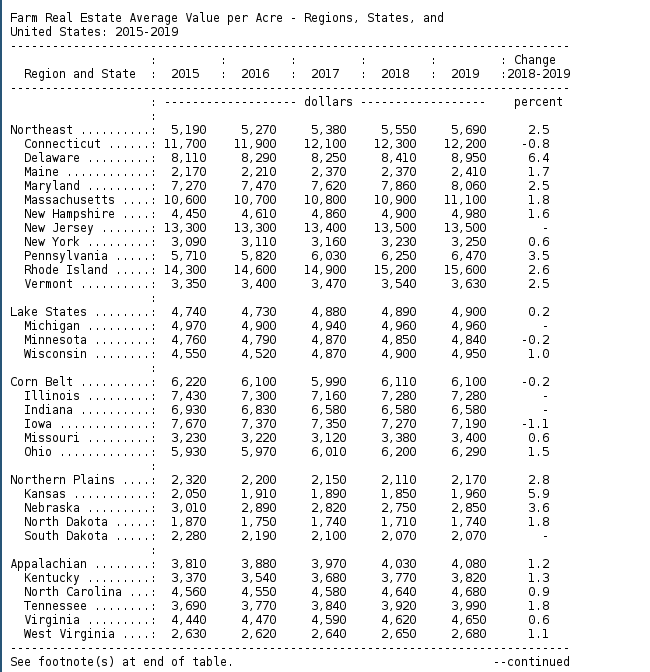 Farm Real Estate Average Value per Acre - Regions, States, and
United States: 2015-2019
--------------------------------------------------------------------------------
                    :         :         :         :         :         : Change
  Region and State  :  2015   :  2016   :  2017   :  2018   :  2019   :2018-2019
--------------------------------------------------------------------------------
                    : ------------------- dollars -------------------    percent
                    :
Northeast ..........:  5,190     5,270     5,380     5,550     5,690      2.5
  Connecticut ......: 11,700    11,900    12,100    12,300    12,200     -0.8
  Delaware .........:  8,110     8,290     8,250     8,410     8,950      6.4
  Maine ............:  2,170     2,210     2,370     2,370     2,410      1.7
  Maryland .........:  7,270     7,470     7,620     7,860     8,060      2.5
  Massachusetts ....: 10,600    10,700    10,800    10,900    11,100      1.8
  New Hampshire ....:  4,450     4,610     4,860     4,900     4,980      1.6
  New Jersey .......: 13,300    13,300    13,400    13,500    13,500       -
  New York .........:  3,090     3,110     3,160     3,230     3,250      0.6
  Pennsylvania .....:  5,710     5,820     6,030     6,250     6,470      3.5
  Rhode Island .....: 14,300    14,600    14,900    15,200    15,600      2.6
  Vermont ..........:  3,350     3,400     3,470     3,540     3,630      2.5
                    :
Lake States ........:  4,740     4,730     4,880     4,890     4,900      0.2
  Michigan .........:  4,970     4,900     4,940     4,960     4,960       -
  Minnesota ........:  4,760     4,790     4,870     4,850     4,840     -0.2
  Wisconsin ........:  4,550     4,520     4,870     4,900     4,950      1.0
                    :
Corn Belt ..........:  6,220     6,100     5,990     6,110     6,100     -0.2
  Illinois .........:  7,430     7,300     7,160     7,280     7,280       -
  Indiana ..........:  6,930     6,830     6,580     6,580     6,580       -
  Iowa .............:  7,670     7,370     7,350     7,270     7,190     -1.1
  Missouri .........:  3,230     3,220     3,120     3,380     3,400      0.6
  Ohio .............:  5,930     5,970     6,010     6,200     6,290      1.5
                    :
Northern Plains ....:  2,320     2,200     2,150     2,110     2,170      2.8
  Kansas ...........:  2,050     1,910     1,890     1,850     1,960      5.9
  Nebraska .........:  3,010     2,890     2,820     2,750     2,850      3.6
  North Dakota .....:  1,870     1,750     1,740     1,710     1,740      1.8
  South Dakota .....:  2,280     2,190     2,100     2,070     2,070       -
                    :
Appalachian ........:  3,810     3,880     3,970     4,030     4,080      1.2
  Kentucky .........:  3,370     3,540     3,680     3,770     3,820      1.3
  North Carolina ...:  4,560     4,550     4,580     4,640     4,680      0.9
  Tennessee ........:  3,690     3,770     3,840     3,920     3,990      1.8
  Virginia .........:  4,440     4,470     4,590     4,620     4,650      0.6
  West Virginia ....:  2,630     2,620     2,640     2,650     2,680      1.1
--------------------------------------------------------------------------------
See footnote(s) at end of table.                                     --continued